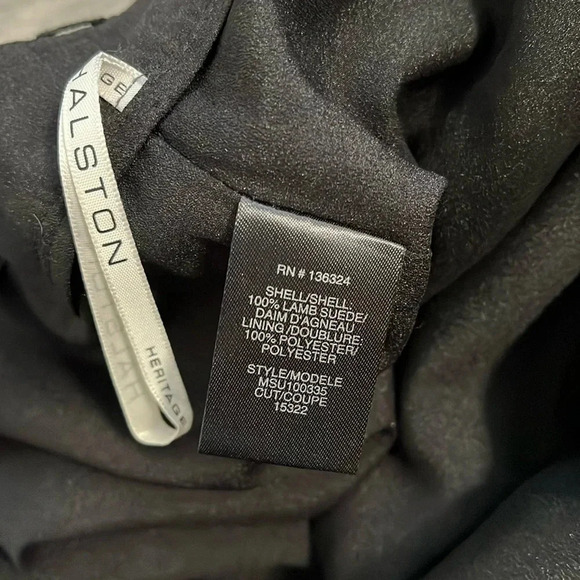 HALSTON
HERITAGE
RN # 136324
SHELL/SHELL,
100% LAMB SUEDE/
DAIM D'AGNEAU
LINING /DOUBLURE:
100% POLYESTER/
POLYESTER
STYLE/MODELE
MSU100335
CUT/COUPE
15322